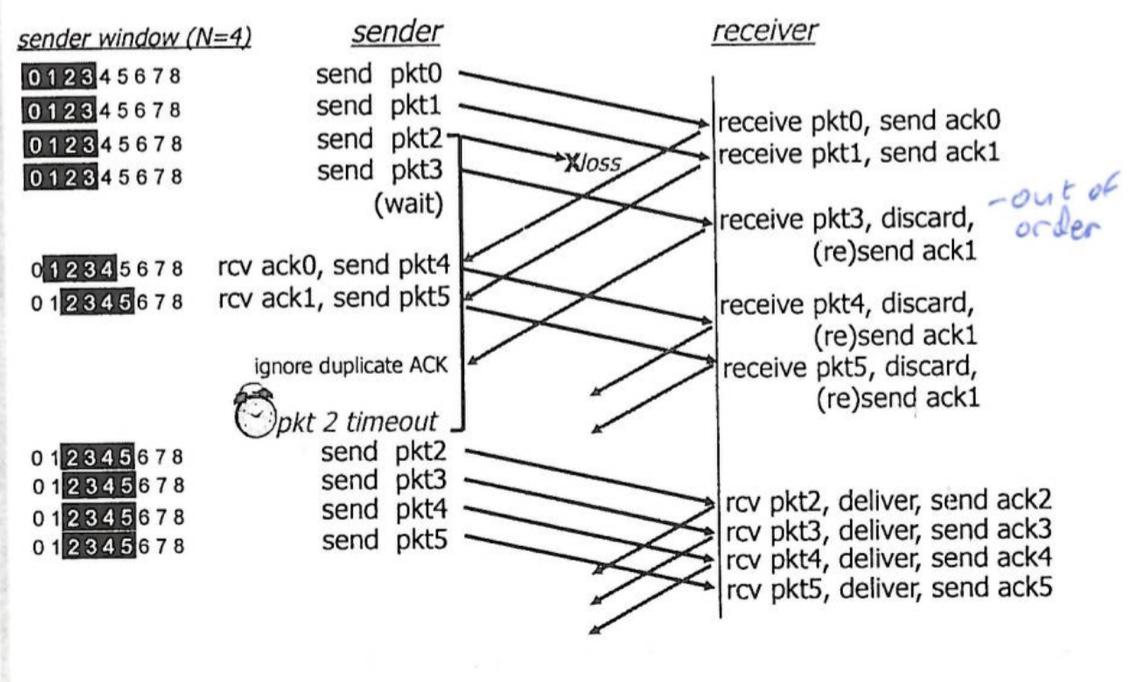 sender window (N=4) sender receiver
0 1 2 3 4 5 6 7 8 send pkt0
0 1 2 3 4 5 6 7 8 send pkt1
receive pkt0, send ack0
0 1 2 3 4 5 6 7 8 send pkt2
X loss
receive pkt1, send ack1
0 1 2 3 4 5 6 7 8 send pkt3
(wait)
receive pkt3, discard,
(re)send ack1
- out of
order
0 1 2 3 4 5 6 7 8 rcv ack0, send pkt4
0 1 2 3 4 5 6 7 8 rcv ack1, send pkt5
receive pkt4, discard,
(re)send ack1
ignore duplicate ACK
receive pkt5, discard,
(re)send ack1
pkt 2 timeout
0 1 2 3 4 5 6 7 8 send pkt2
0 1 2 3 4 5 6 7 8 send pkt3
0 1 2 3 4 5 6 7 8 send pkt4
0 1 2 3 4 5 6 7 8 send pkt5
rcv pkt2, deliver, send ack2
rcv pkt3, deliver, send ack3
rcv pkt4, deliver, send ack4
rcv pkt5, deliver, send ack5